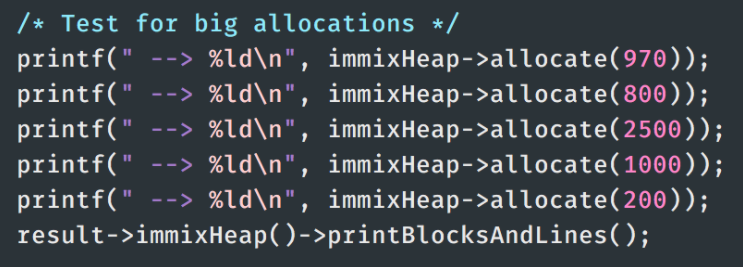 /* Test for big allocations */
printf(" --> %ld\n", immixHeap->allocate(970));
printf(" --> %ld\n", immixHeap->allocate(800));
printf(" --> %ld\n", immixHeap->allocate(2500));
printf(" --> %ld\n", immixHeap->allocate(1000));
printf(" --> %ld\n", immixHeap->allocate(200));
result->immixHeap()->printBlocksAndLines();